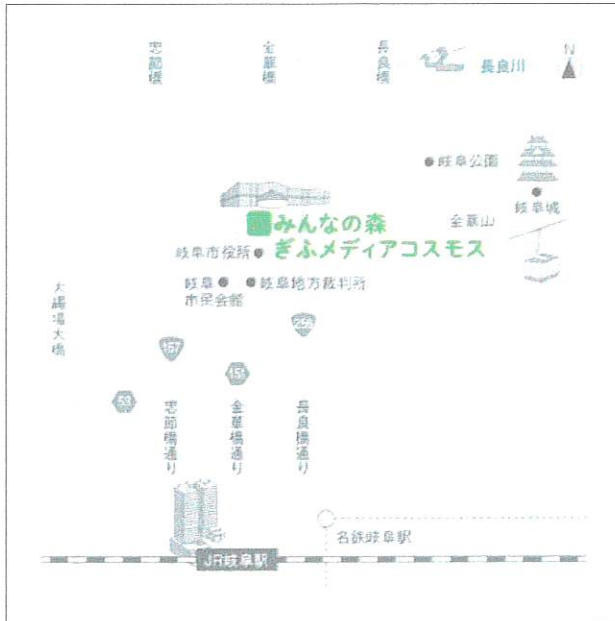 忠節橋
金華橋
長良橋
長良川
N
岐阜公園
岐阜城
金華山
みんなの森
ぎふメディアコスモス
岐阜市役所
岐阜
市民会館
岐阜地方裁判所
大縄場大橋
256
157
151
53
忠節橋通り
金華橋通り
長良橋通り
名鉄岐阜駅
JR岐阜駅